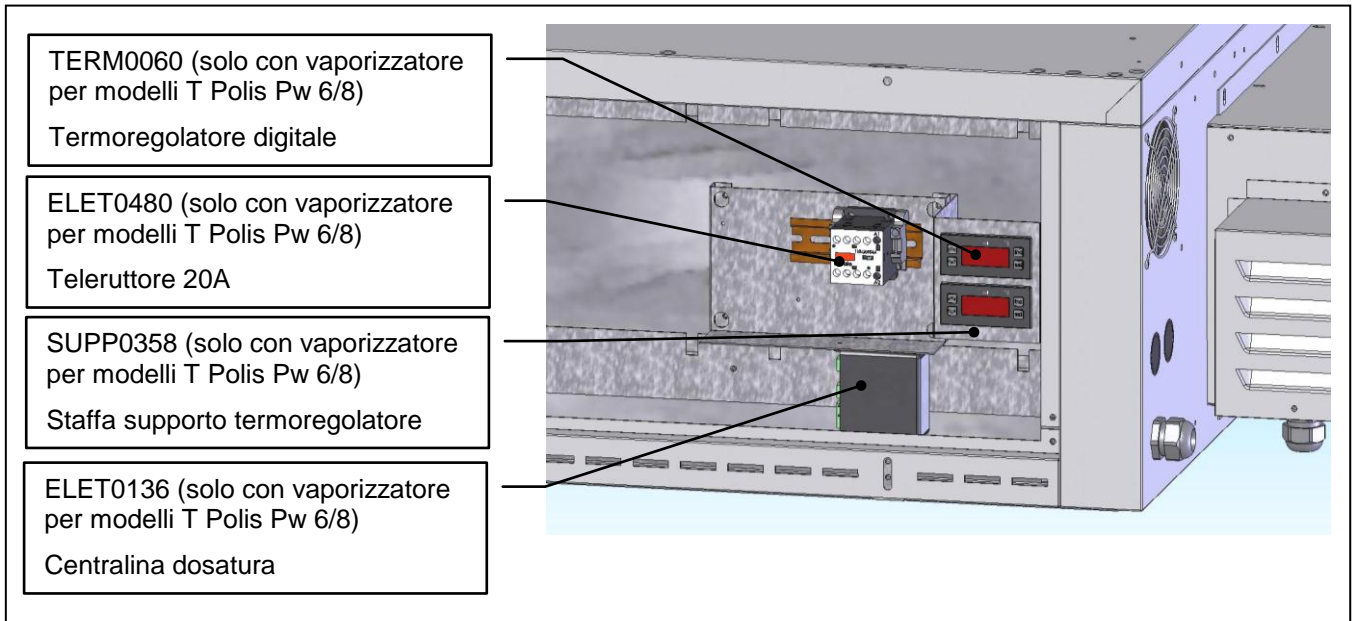 TERM0060 (solo con vaporizzatore
per modelli T Polis Pw 6/8)
Termoregolatore digitale
ELET0480 (solo con vaporizzatore
per modelli T Polis Pw 6/8)
Teleruttore 20A
SUPP0358 (solo con vaporizzatore
per modelli T Polis Pw 6/8)
Staffa supporto termoregolatore
ELET0136 (solo con vaporizzatore
per modelli T Polis Pw 6/8)
Centralina dosatura